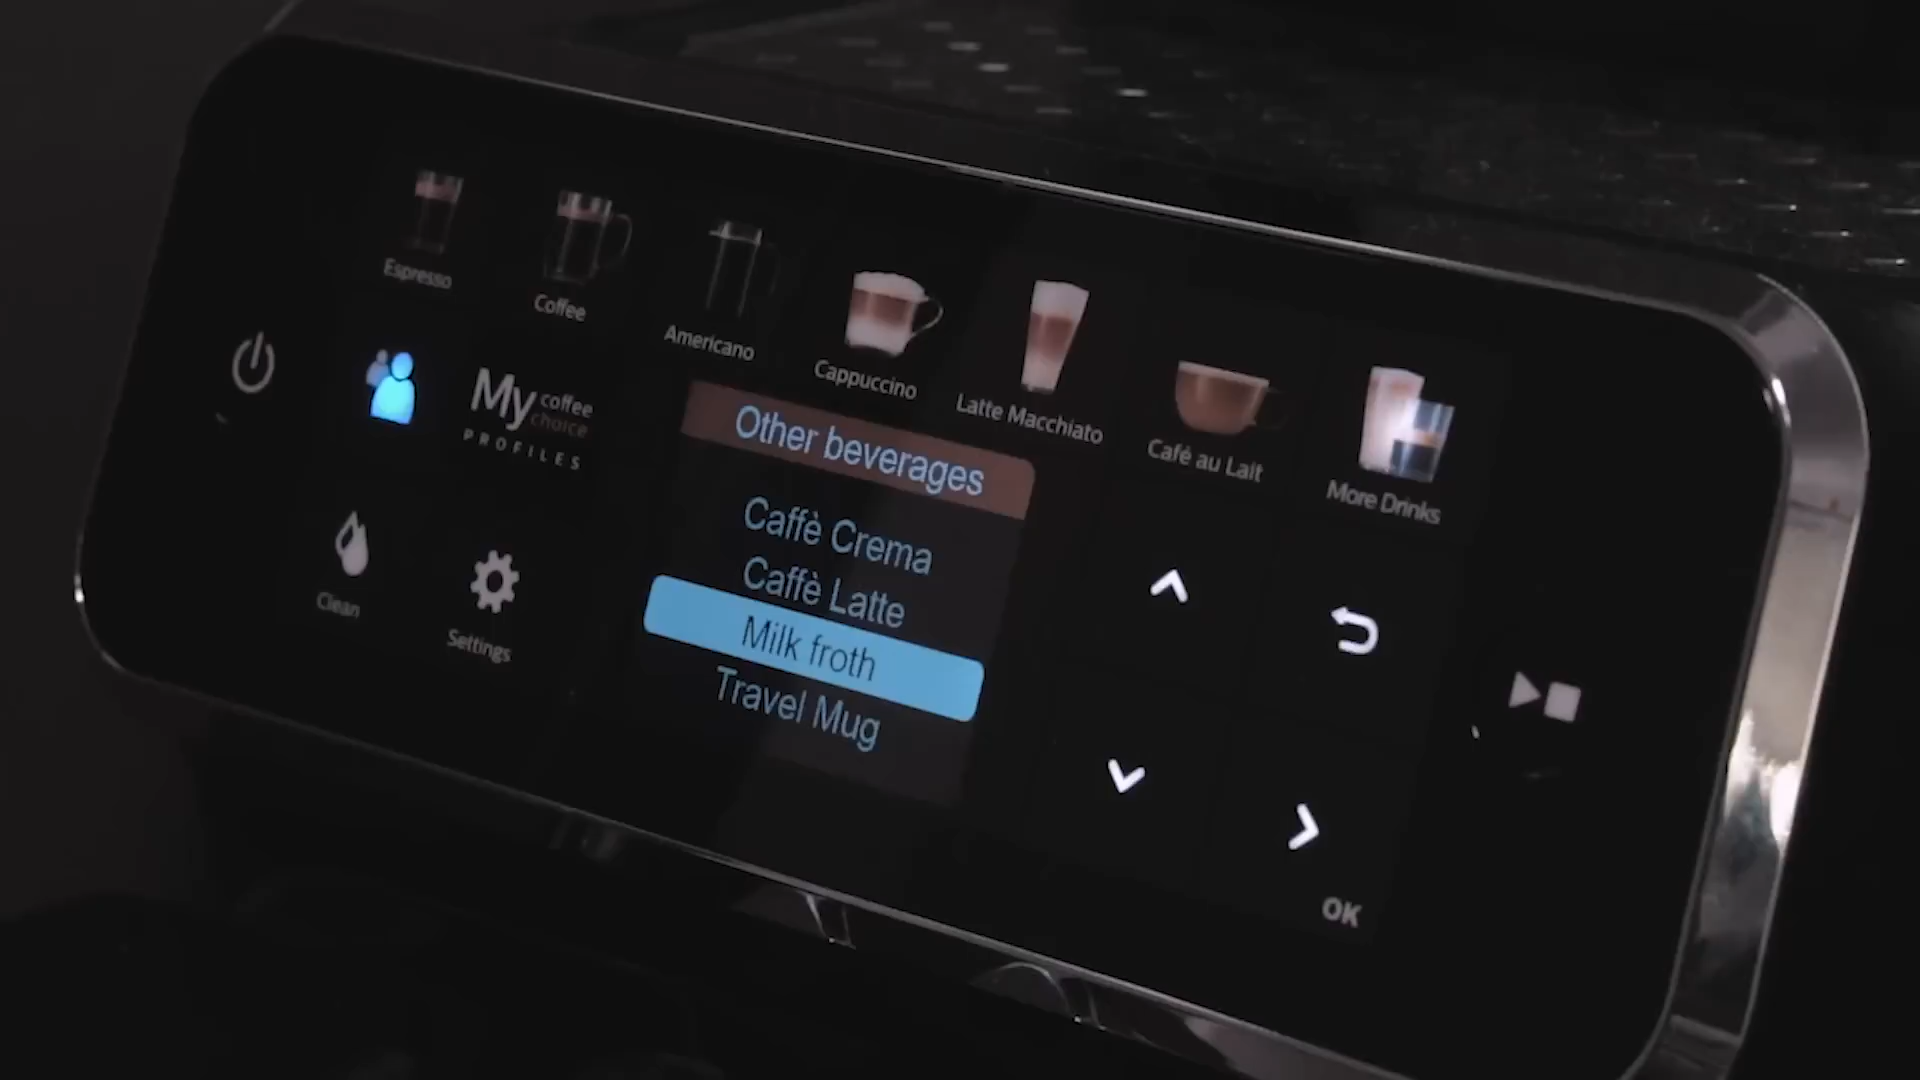 Espresso
Coffee
Americano
Cappuccino
Latte Macchiato
Café au Lait
More Drinks
My coffee choice
PROFILES
Other beverages
Caffè Crema
Caffè Latte
Milk froth
Travel Mug
Clean
Settings
OK